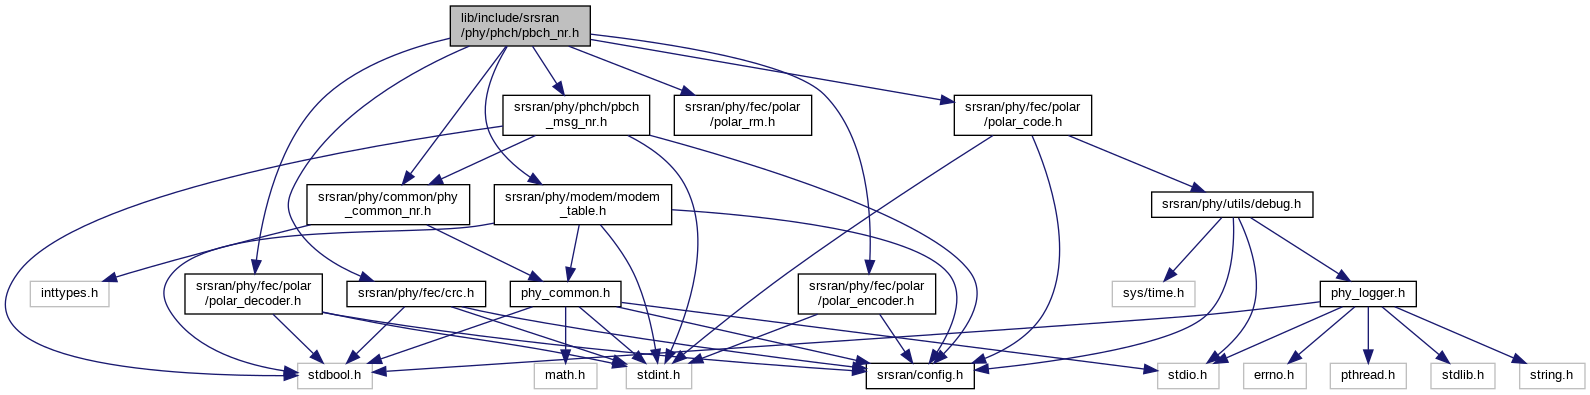 lib/include/srsran
/phy/phch/pbch_nr.h
srsran/phy/phch/pbch
_msg_nr.h
srsran/phy/fec/polar
/polar_rm.h
srsran/phy/fec/polar
/polar_code.h
srsran/phy/common/phy
_common_nr.h
srsran/phy/modem/modem
_table.h
srsran/phy/utils/debug.h
inttypes.h
srsran/phy/fec/polar
/polar_decoder.h
srsran/phy/fec/crc.h
phy_common.h
srsran/phy/fec/polar
/polar_encoder.h
sys/time.h
phy_logger.h
stdbool.h
math.h
stdint.h
srsran/config.h
stdio.h
errno.h
pthread.h
stdlib.h
string.h